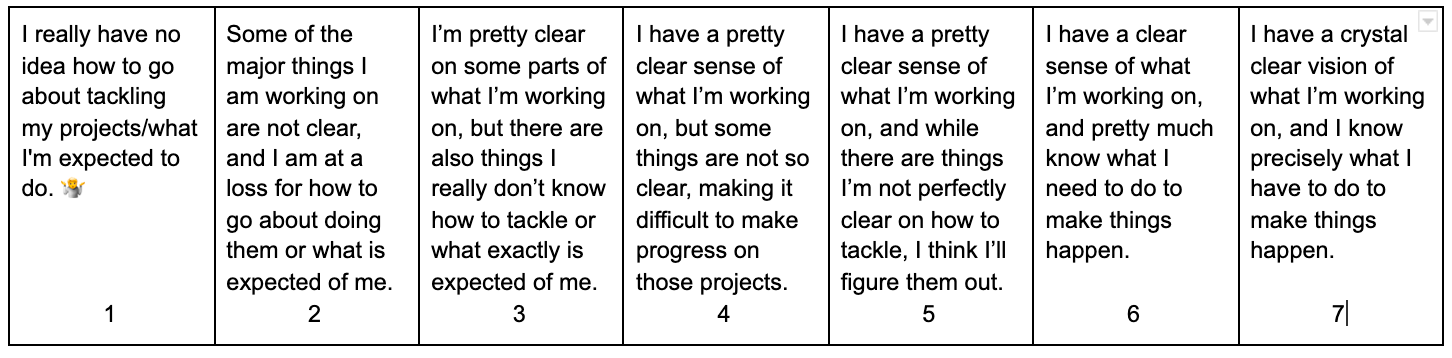 I really have no
idea how to go
about tackling
my projects/what
I'm expected to
do. 🤷
1
Some of the
major things I
am working on
are not clear,
and I am at a
loss for how to
go about doing
them or what is
expected of me.
2
I’m pretty clear
on some parts of
what I’m working
on, but there are
also things I
really don’t know
how to tackle or
what exactly is
expected of me.
3
I have a pretty
clear sense of
what I’m working
on, but some
things are not so
clear, making it
difficult to make
progress on
those projects.
4
I have a pretty
clear sense of
what I’m working
on, and while
there are things
I’m not perfectly
clear on how to
tackle, I think I’ll
figure them out.
5
I have a clear
sense of what
I’m working on,
and pretty much
know what I
need to do to
make things
happen.
6
I have a crystal
clear vision of
what I’m working
on, and I know
precisely what I
have to do to
make things
happen.
7